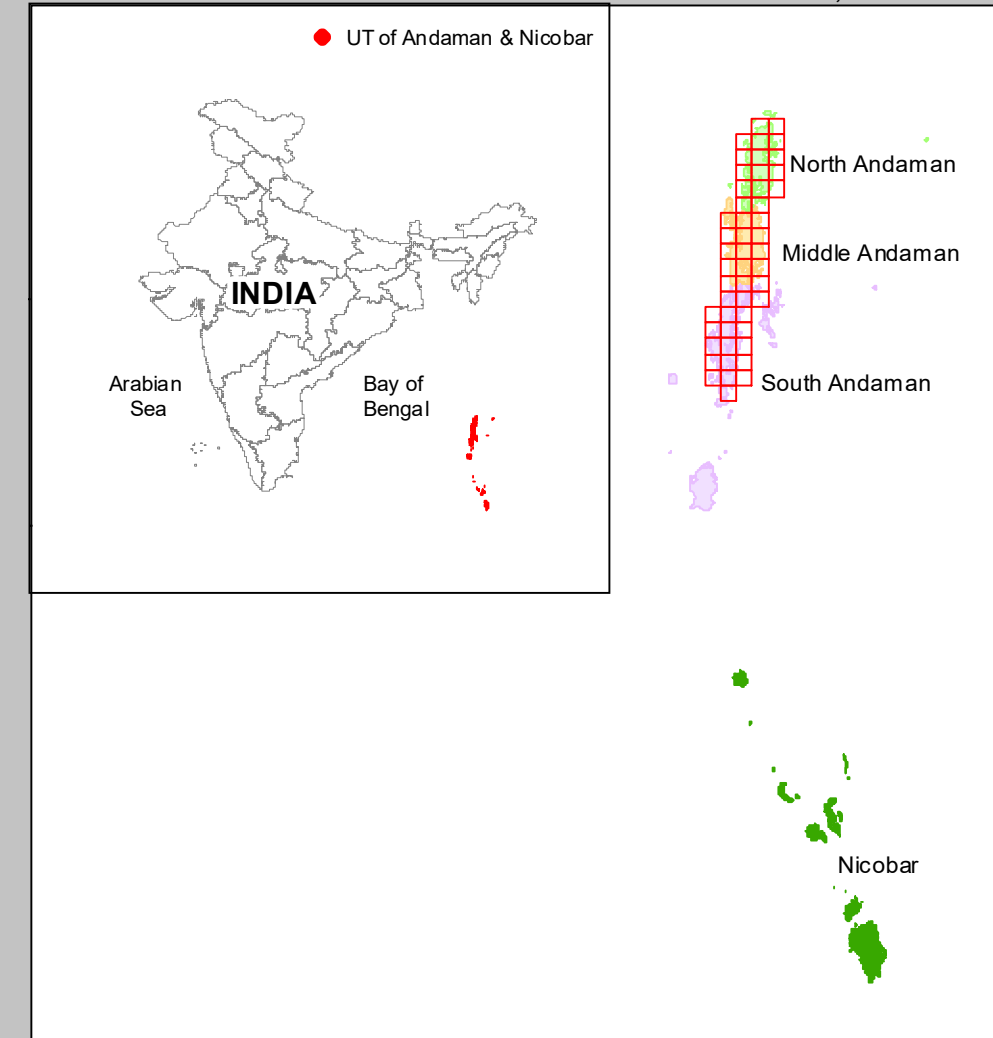 UT of Andaman & Nicobar
INDIA
Arabian
Sea
Bay of
Bengal
North Andaman
Middle Andaman
South Andaman
Nicobar